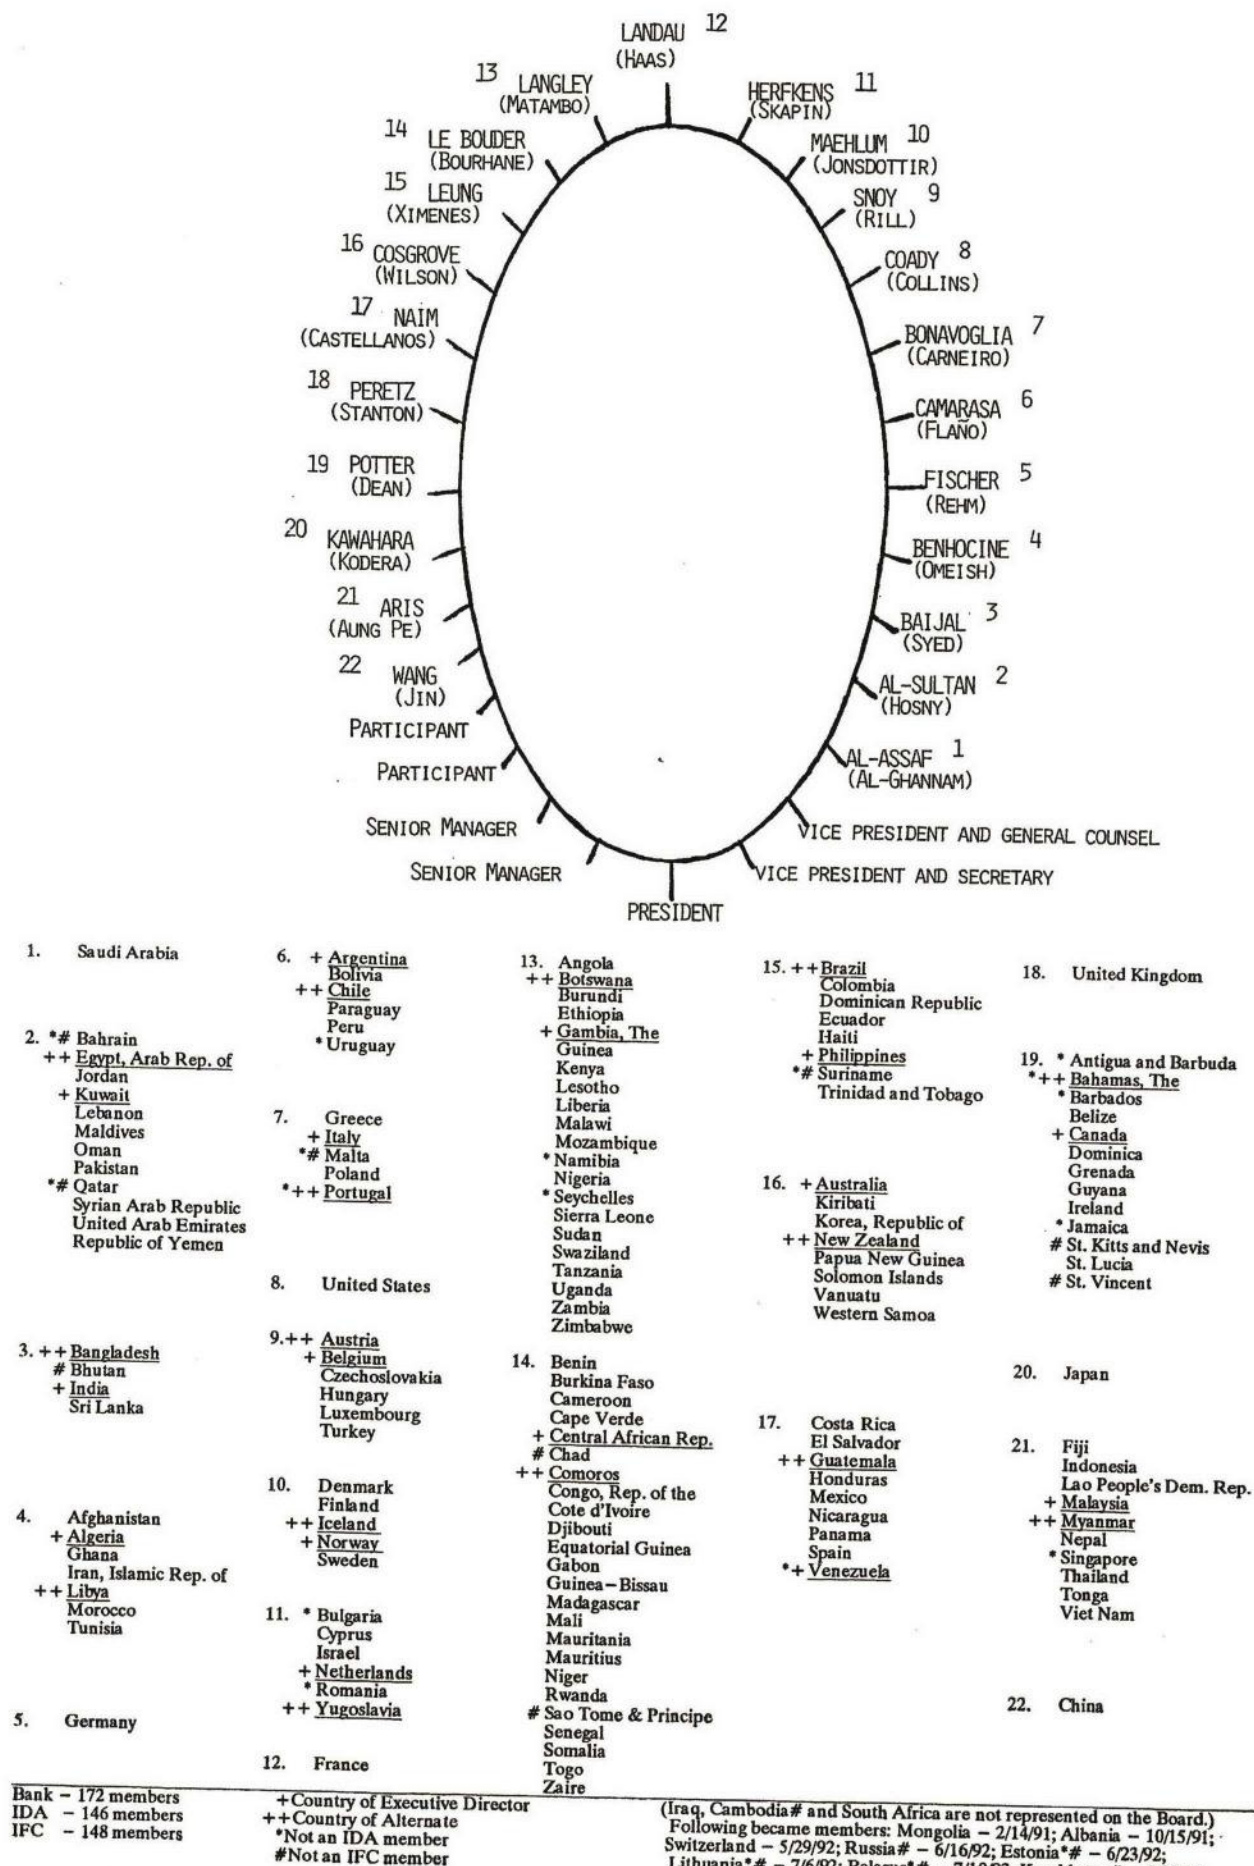 LANDAU 12
(HAAS)
13 LANGLEY
(MATAMBO)
HERFKENS 11
(SKAPIN)
14 LE BOUDER
(BOURHANE)
MAEHLUM 10
(JONSDOTTIR)
15 LEUNG
(XIMENES)
SNOY 9
(RILL)
16 COSGROVE
(WILSON)
COADY 8
(COLLINS)
17 NAIM
(CASTELLANOS)
BONAVOGLIA 7
(CARNEIRO)
18 PERETZ
(STANTON)
CAMARASA 6
(FLAÑO)
19 POTTER
(DEAN)
FISCHER 5
(REHM)
20 KAWAHARA
(KODERA)
BENHOCINE 4
(OMEISH)
21 ARIS
(AUNG PE)
BAIJAL 3
(SYED)
22 WANG
(JIN)
AL-SULTAN 2
(HOSNY)
PARTICIPANT
PARTICIPANT
AL-ASSAF 1
(AL-GHANNAM)
SENIOR MANAGER
VICE PRESIDENT AND GENERAL COUNSEL
SENIOR MANAGER
VICE PRESIDENT AND SECRETARY
PRESIDENT
1. Saudi Arabia
2. *# Bahrain
++ Egypt, Arab Rep. of
Jordan
+ Kuwait
Lebanon
Maldives
Oman
Pakistan
*# Qatar
Syrian Arab Republic
United Arab Emirates
Republic of Yemen
3. ++ Bangladesh
# Bhutan
+ India
Sri Lanka
4. Afghanistan
+ Algeria
Ghana
Iran, Islamic Rep. of
++ Libya
Morocco
Tunisia
5. Germany
6. + Argentina
Bolivia
++ Chile
Paraguay
Peru
* Uruguay
7. Greece
+ Italy
*# Malta
Poland
*++ Portugal
8. United States
9.++ Austria
+ Belgium
Czechoslovakia
Hungary
Luxembourg
Turkey
10. Denmark
Finland
++ Iceland
+ Norway
Sweden
11. * Bulgaria
Cyprus
Israel
+ Netherlands
* Romania
++ Yugoslavia
12. France
13. Angola
++ Botswana
Burundi
Ethiopia
+ Gambia, The
Guinea
Kenya
Lesotho
Liberia
Malawi
Mozambique
* Namibia
Nigeria
* Seychelles
Sierra Leone
Sudan
Swaziland
Tanzania
Uganda
Zambia
Zimbabwe
14. Benin
Burkina Faso
Cameroon
Cape Verde
+ Central African Rep.
# Chad
++ Comoros
Congo, Rep. of the
Cote d'Ivoire
Djibouti
Equatorial Guinea
Gabon
Guinea-Bissau
Madagascar
Mali
Mauritania
Mauritius
Niger
Rwanda
# Sao Tome & Principe
Senegal
Somalia
Togo
Zaire
15. ++ Brazil
Colombia
Dominican Republic
Ecuador
Haiti
+ Philippines
*# Suriname
Trinidad and Tobago
16. + Australia
Kiribati
Korea, Republic of
++ New Zealand
Papua New Guinea
Solomon Islands
Vanuatu
Western Samoa
17. Costa Rica
El Salvador
++ Guatemala
Honduras
Mexico
Nicaragua
Panama
Spain
*+ Venezuela
18. United Kingdom
19. * Antigua and Barbuda
*++ Bahamas, The
* Barbados
Belize
+ Canada
Dominica
Grenada
Guyana
Ireland
* Jamaica
# St. Kitts and Nevis
St. Lucia
# St. Vincent
20. Japan
21. Fiji
Indonesia
Lao People's Dem. Rep.
+ Malaysia
++ Myanmar
Nepal
* Singapore
Thailand
Tonga
Viet Nam
22. China
Bank - 172 members
IDA - 146 members
IFC - 148 members
+Country of Executive Director
++Country of Alternate
*Not an IDA member
#Not an IFC member
(Iraq, Cambodia# and South Africa are not represented on the Board.)
Following became members: Mongolia - 2/14/91; Albania - 10/15/91;
Switzerland - 5/29/92; Russia# - 6/16/92; Estonia*# - 6/23/92;
Lithuania*# - 7/6/92;